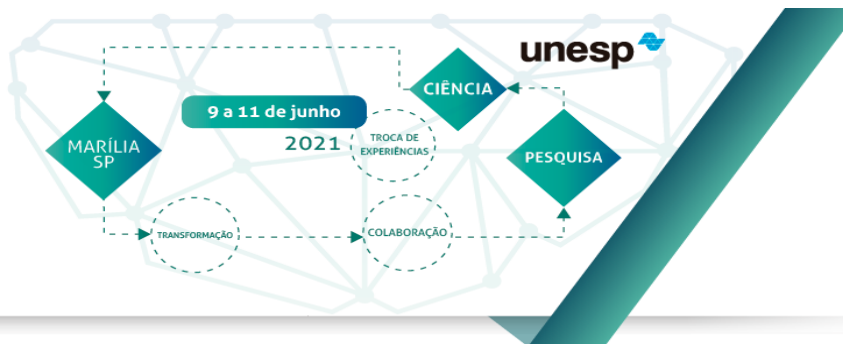 unesp
CIÊNCIA
9 a 11 de junho
2021
TROCA DE
EXPERIÊNCIAS
MARÍLIA
SP
PESQUISA
TRANSFORMAÇÃO
COLABORAÇÃO